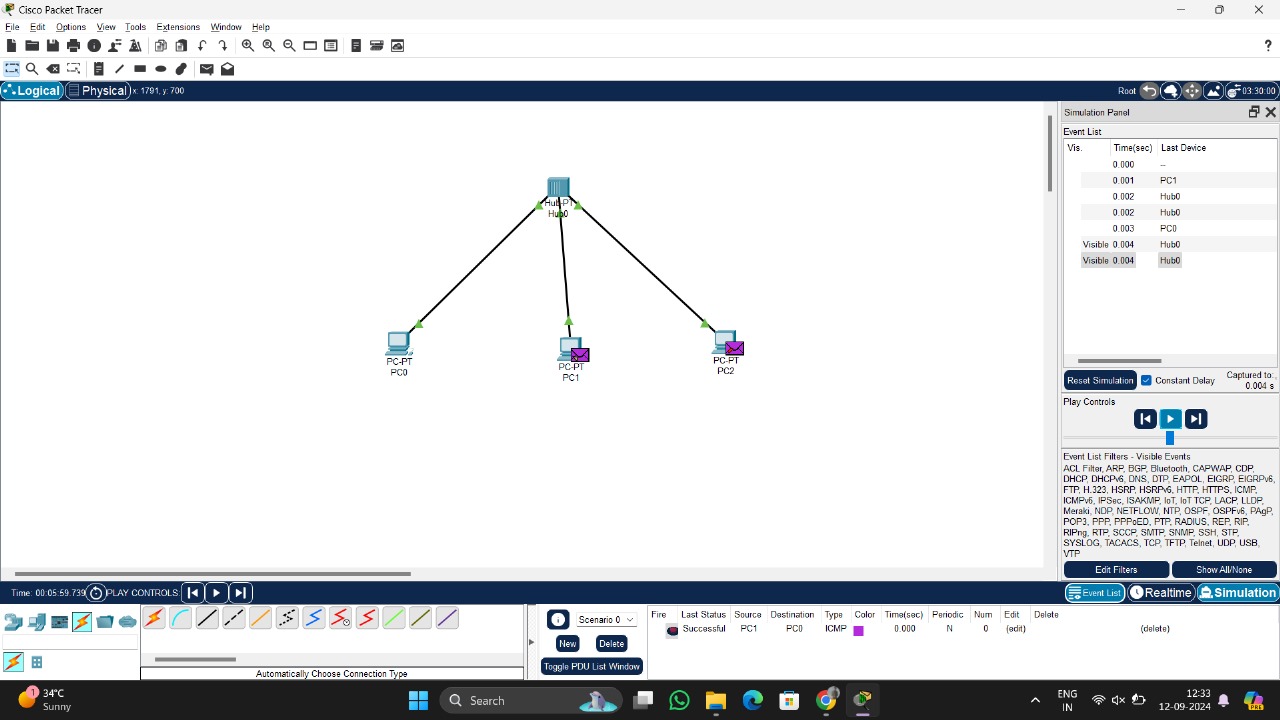 Cisco Packet Tracer
File Edit Options View Tools Extensions Window Help
?
Logical Physical x: 1791, y: 700 Root 03:30:00
Simulation Panel
Event List
Vis. Time(sec) Last Device
0.000 --
0.001 PC1
0.002 Hub0
0.002 Hub0
0.003 PC0
Visible 0.004 Hub0
Visible 0.004 Hub0
Hub-PT
Hub0
PC-PT
PC0
PC-PT
PC1
PC-PT
PC2
Reset Simulation Constant Delay Captured to:
0.004 s
Play Controls
Event List Filters - Visible Events
ACL Filter, ARP, BGP, Bluetooth, CAPWAP, CDP,
DHCP, DHCPv6, DNS, DTP, EAPOL, EIGRP, EIGRPv6,
FTP, H.323, HSRP, HSRPv6, HTTP, HTTPS, ICMP,
ICMPv6, IPSec, ISAKMP, IoT, IoT TCP, LACP, LLDP,
Meraki, NDP, NETFLOW, NTP, OSPF, OSPFv6, PAgP,
POP3, PPP, PPPoED, PTP, RADIUS, REP, RIP,
RIPng, RTP, SCCP, SMTP, SNMP, SSH, STP,
SYSLOG, TACACS, TCP, TFTP, Telnet, UDP, USB,
VTP
Edit Filters Show All/None
Time: 00:05:59.739 PLAY CONTROLS: Event List Realtime Simulation
Scenario 0
New Delete
Toggle PDU List Window
Fire Last Status Source Destination Type Color Time(sec) Periodic Num Edit Delete
Successful PC1 PC0 ICMP 0.000 N 0 (edit) (delete)
Automatically Choose Connection Type
1
34°C
Sunny
Search
ENG
IN
12:33
12-09-2024
PRE